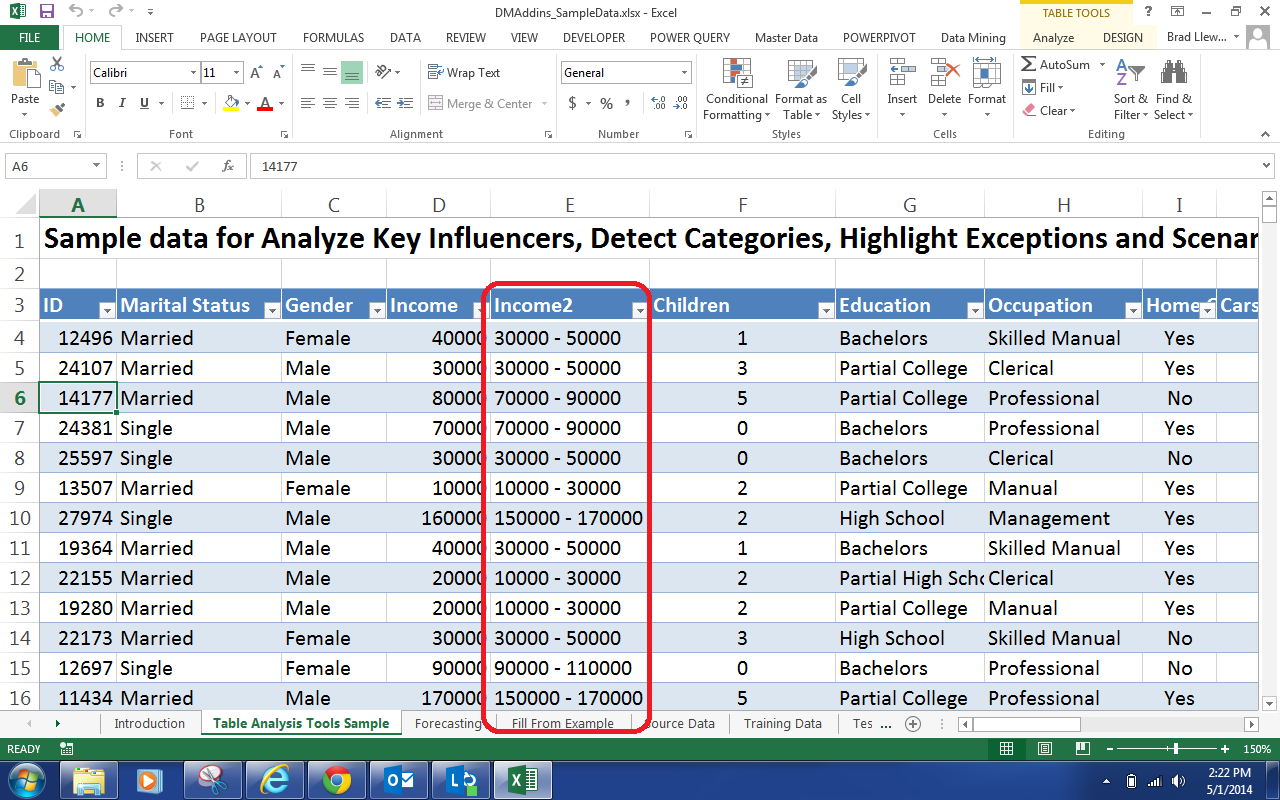 DMAddins_SampleData.xlsx - Excel
TABLE TOOLS
FILE HOME INSERT PAGE LAYOUT FORMULAS DATA REVIEW VIEW DEVELOPER POWER QUERY Master Data POWERPIVOT Data Mining Analyze DESIGN Brad Llew...
Calibri 11 Wrap Text General AutoSum
Paste B I U Merge & Center $ % Conditional Formatting Format as Table Cell Styles Insert Delete Format Fill Clear Sort & Filter Find & Select
Clipboard Font Alignment Number Styles Cells Editing
A6 fx 14177
A B C D E F G H I
1 Sample data for Analyze Key Influencers, Detect Categories, Highlight Exceptions and Scenar
2
3 ID Marital Status Gender Income Income2 Children Education Occupation Home Cars
4 12496 Married Female 40000 30000 - 50000 1 Bachelors Skilled Manual Yes
5 24107 Married Male 30000 30000 - 50000 3 Partial College Clerical Yes
6 14177 Married Male 80000 70000 - 90000 5 Partial College Professional No
7 24381 Single Male 70000 70000 - 90000 0 Bachelors Professional Yes
8 25597 Single Male 30000 30000 - 50000 0 Bachelors Clerical No
9 13507 Married Female 10000 10000 - 30000 2 Partial College Manual Yes
10 27974 Single Male 160000 150000 - 170000 2 High School Management Yes
11 19364 Married Male 40000 30000 - 50000 1 Bachelors Skilled Manual Yes
12 22155 Married Male 20000 10000 - 30000 2 Partial High Scho Clerical Yes
13 19280 Married Male 20000 10000 - 30000 2 Partial College Manual Yes
14 22173 Married Female 30000 30000 - 50000 3 High School Skilled Manual No
15 12697 Single Female 90000 90000 - 110000 0 Bachelors Professional No
16 11434 Married Male 170000 150000 - 170000 5 Partial College Professional Yes
Introduction Table Analysis Tools Sample Forecasting Fill From Example Source Data Training Data Tes ...
READY 150%
2:22 PM
5/1/2014